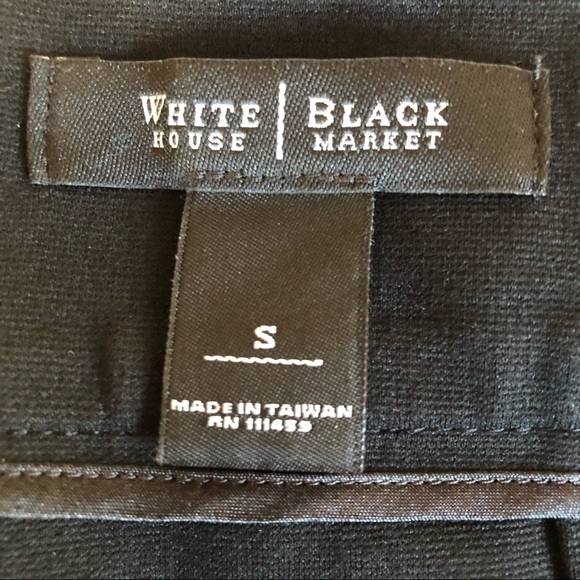 WHITE | BLACK
HOUSE | MARKET
S
MADE IN TAIWAN
RN 111459